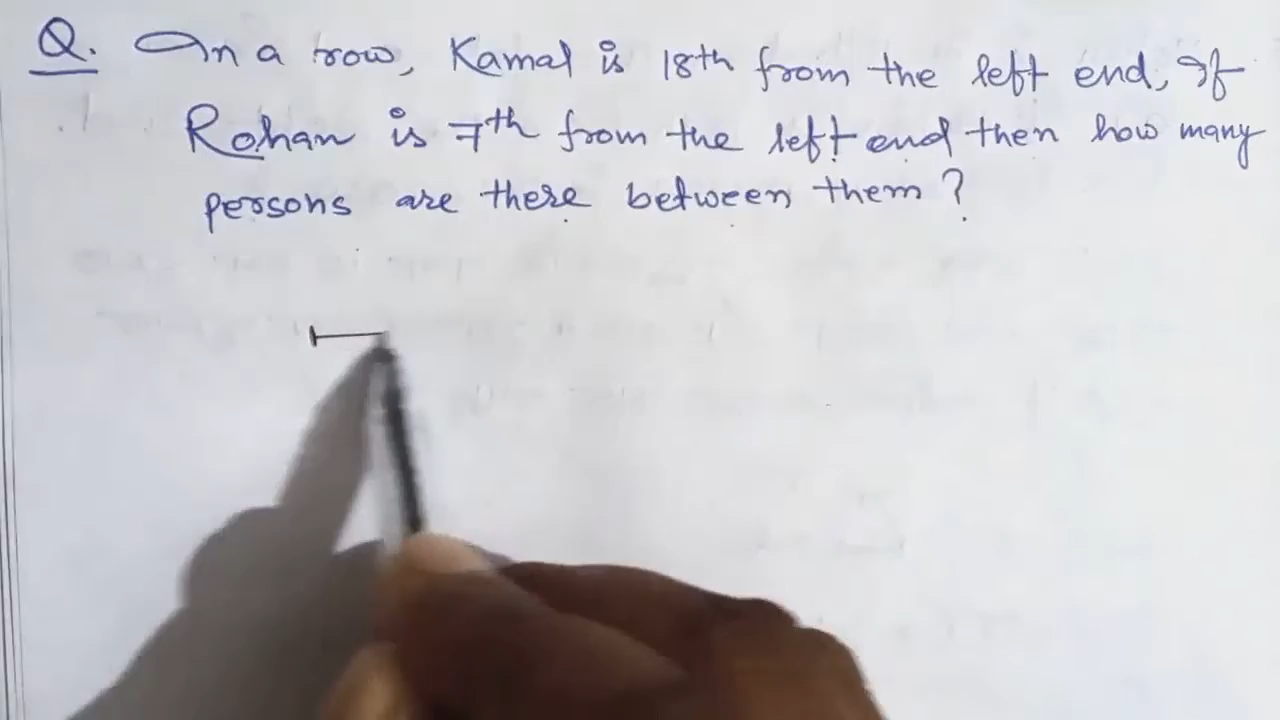 Q. In a row, Kamal is 18th from the left end, If
Rohan is 7th from the left end then how many
persons are there between them ?